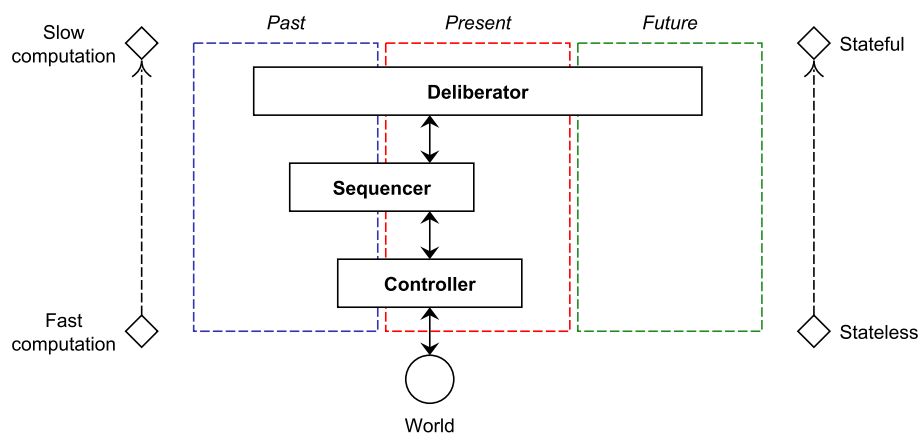 Past
Present
Future
Slow
computation
Stateful
Deliberator
Sequencer
Controller
Fast
computation
Stateless
World